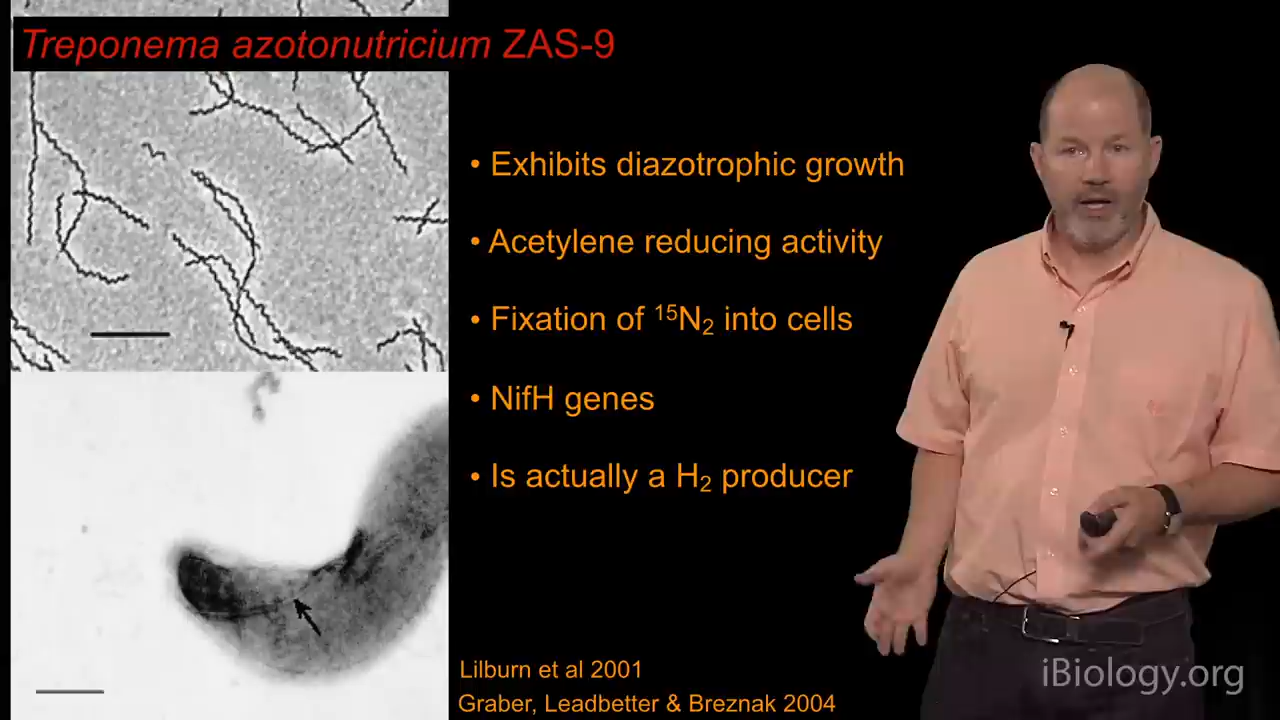 Treponema azotonutricium ZAS-9
• Exhibits diazotrophic growth
• Acetylene reducing activity
• Fixation of ¹⁵N₂ into cells
• NifH genes
• Is actually a H₂ producer
Lilburn et al 2001
Graber, Leadbetter & Breznak 2004
iBiology.org